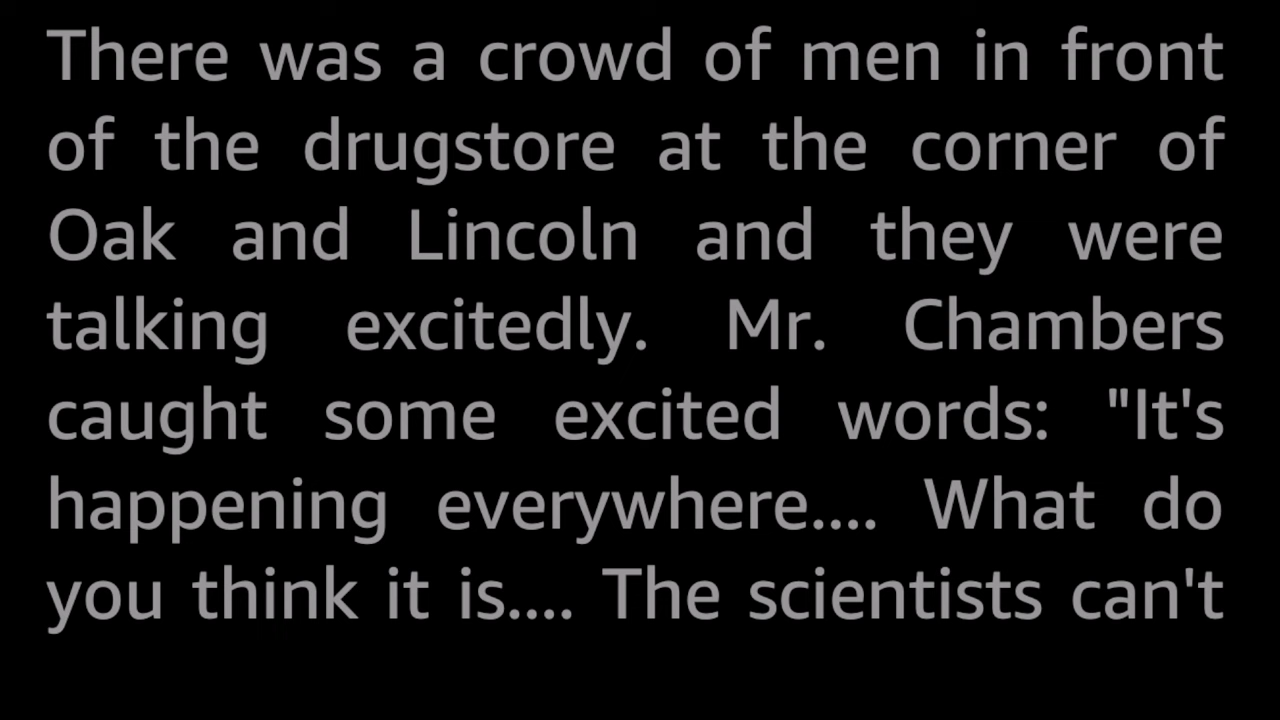 There was a crowd of men in front
of the drugstore at the corner of
Oak and Lincoln and they were
talking excitedly. Mr. Chambers
caught some excited words: "It's
happening everywhere.... What do
you think it is.... The scientists can't